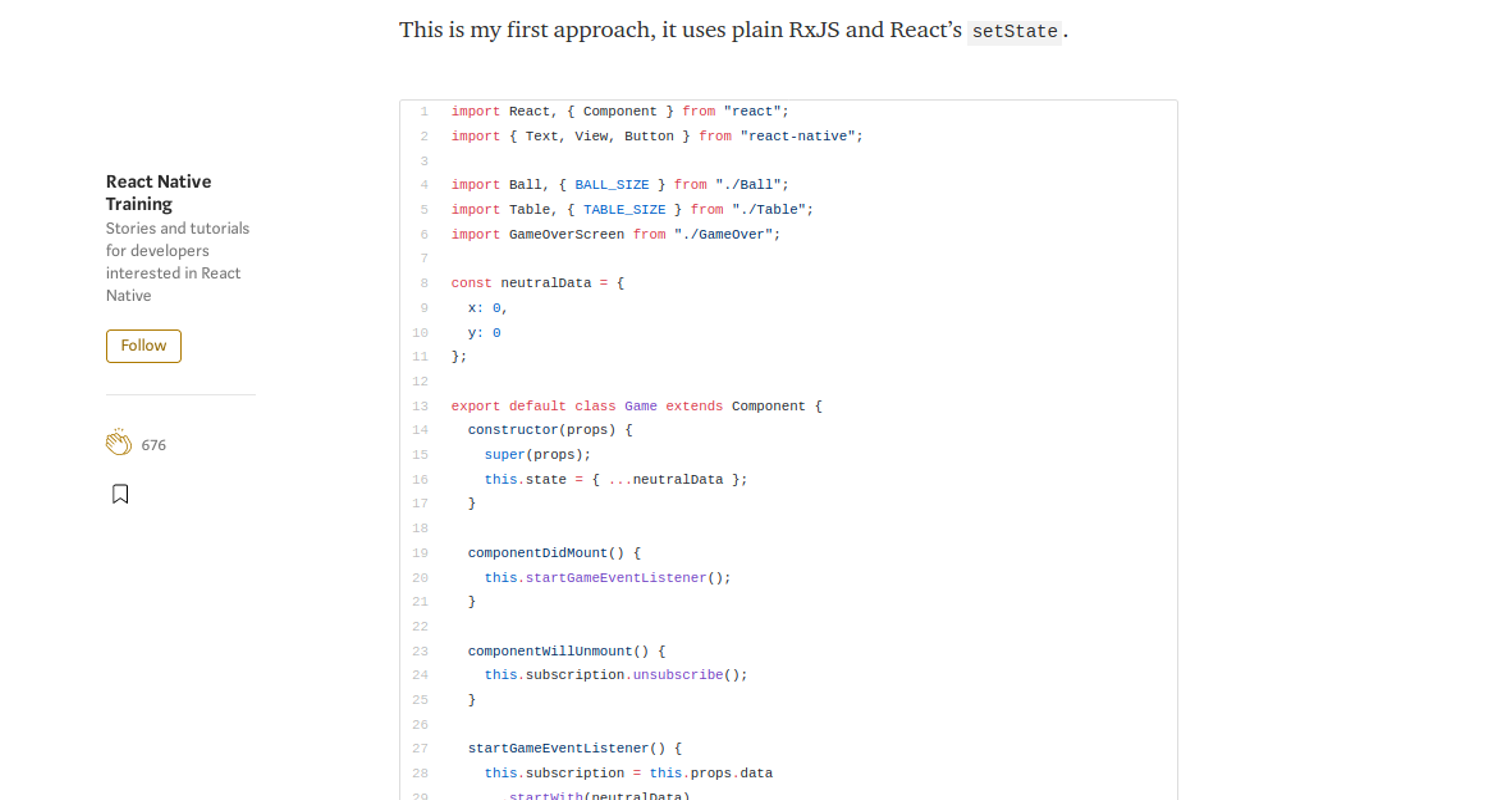 This is my first approach, it uses plain RxJS and React’s setState.
React Native
Training
Stories and tutorials
for developers
interested in React
Native
Follow
676
1 import React, { Component } from "react";
2 import { Text, View, Button } from "react-native";
3
4 import Ball, { BALL_SIZE } from "./Ball";
5 import Table, { TABLE_SIZE } from "./Table";
6 import GameOverScreen from "./GameOver";
7
8 const neutralData = {
9   x: 0,
10   y: 0
11 };
12
13 export default class Game extends Component {
14   constructor(props) {
15     super(props);
16     this.state = { ...neutralData };
17   }
18
19   componentDidMount() {
20     this.startGameEventListener();
21   }
22
23   componentWillUnmount() {
24     this.subscription.unsubscribe();
25   }
26
27   startGameEventListener() {
28     this.subscription = this.props.data
29       .startWith(neutralData)